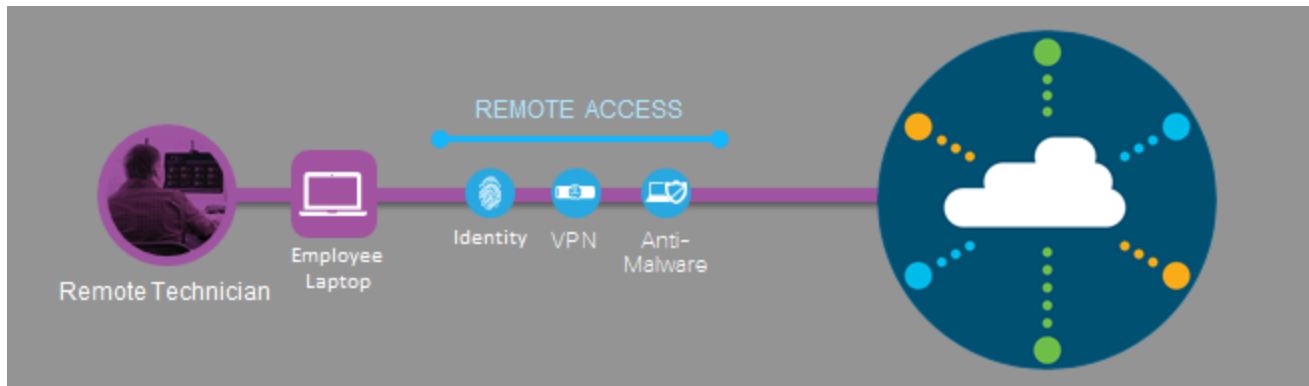 REMOTE ACCESS
Identity
VPN
Anti-
Malware
Employee
Laptop
Remote Technician